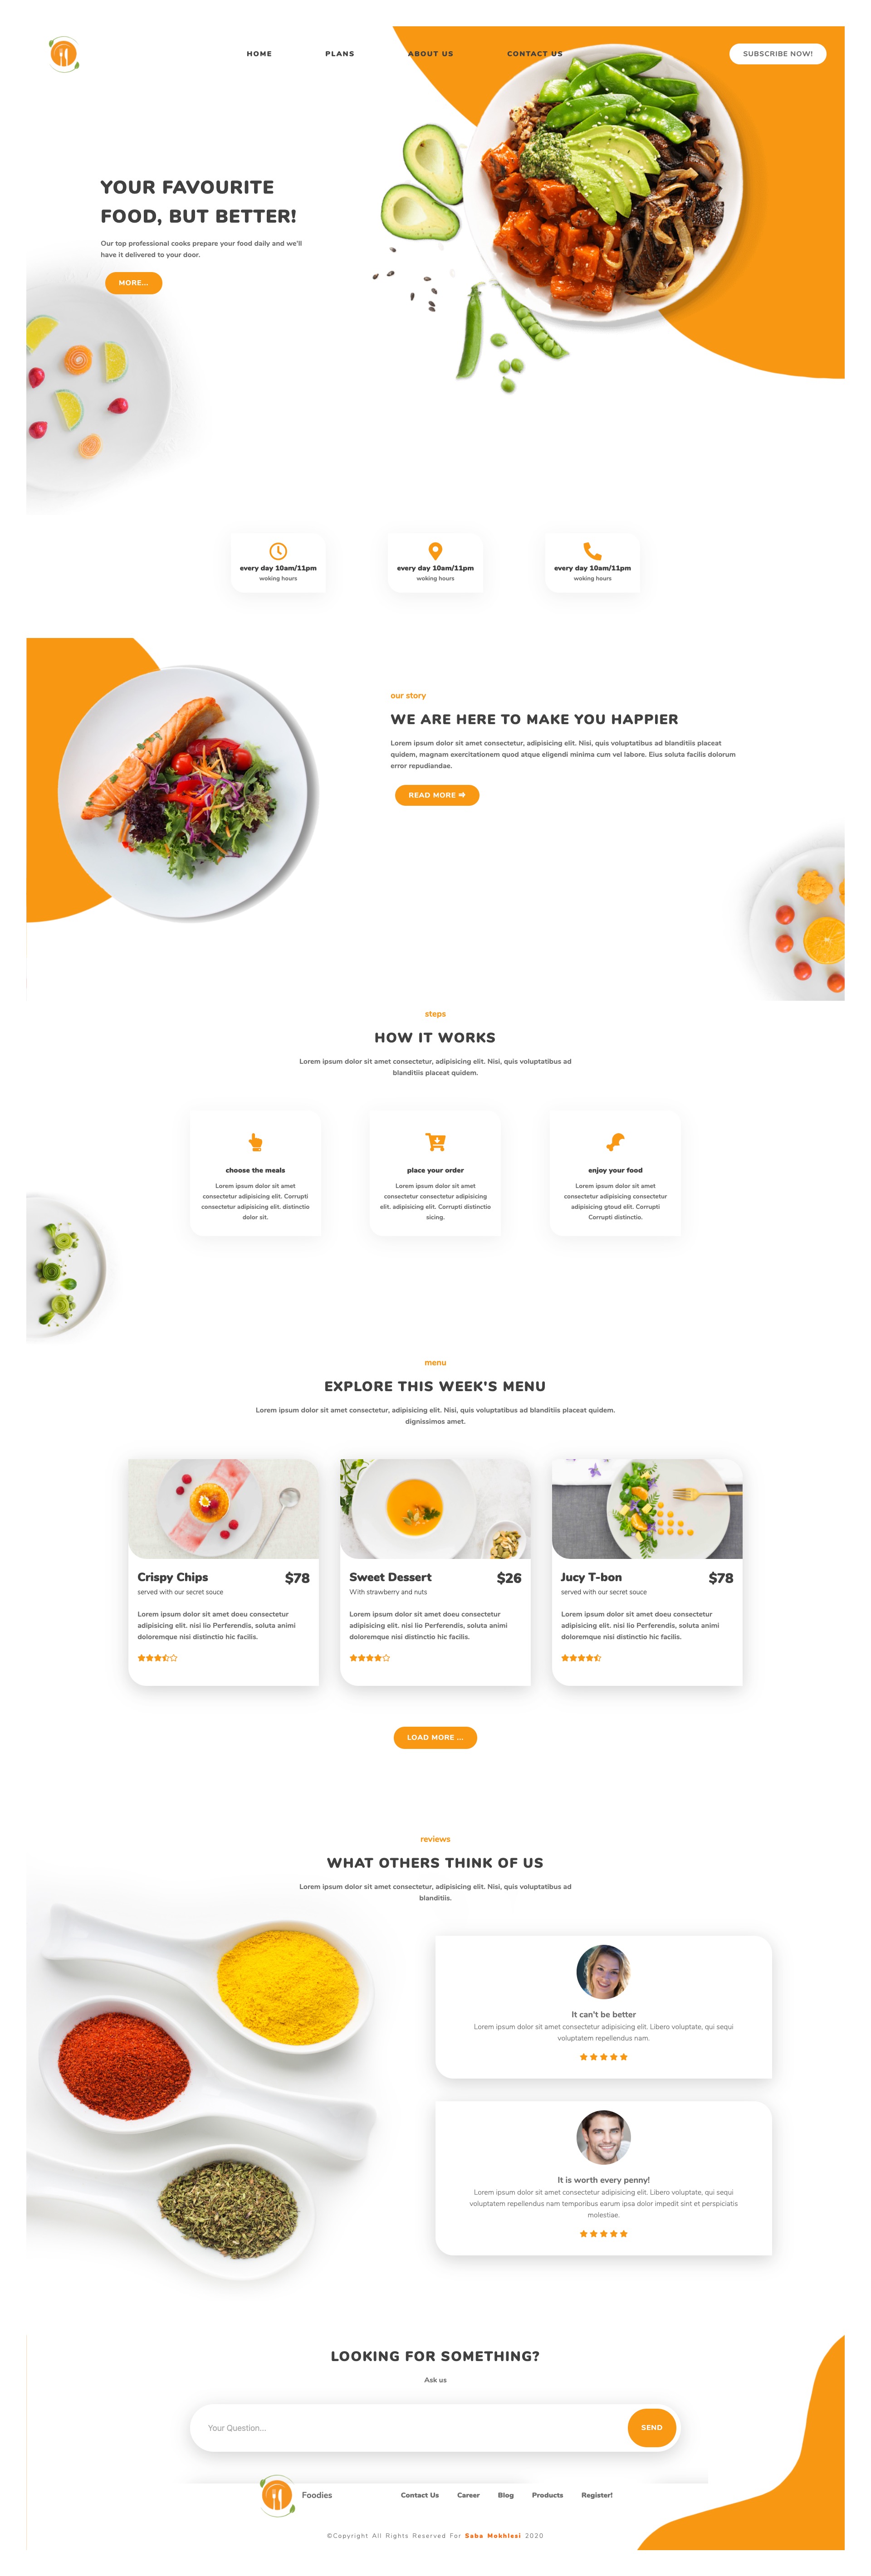 HOME PLANS ABOUT US CONTACT US SUBSCRIBE NOW!
YOUR FAVOURITE
FOOD, BUT BETTER!
Our top professional cooks prepare your food daily and we'll
have it delivered to your door.
MORE...
every day 10am/11pm
woking hours
every day 10am/11pm
woking hours
every day 10am/11pm
woking hours
our story
WE ARE HERE TO MAKE YOU HAPPIER
Lorem ipsum dolor sit amet consectetur, adipisicing elit. Nisi, quis voluptatibus ad blanditiis placeat
quidem, magnam exercitationem quod atque eligendi minima cum vel labore. Eius soluta facilis dolorum
error repudiandae.
READ MORE
steps
HOW IT WORKS
Lorem ipsum dolor sit amet consectetur, adipisicing elit. Nisi, quis voluptatibus ad
blanditiis placeat quidem.
choose the meals
Lorem ipsum dolor sit amet
consectetur adipisicing elit. Corrupti
consectetur adipisicing elit. distinctio
dolor sit.
place your order
Lorem ipsum dolor sit amet
consectetur consectetur adipisicing
elit. adipisicing elit. Corrupti distinctio
sicing.
enjoy your food
Lorem ipsum dolor sit amet
consectetur adipisicing consectetur
adipisicing gtoud elit. Corrupti
Corrupti distinctio.
menu
EXPLORE THIS WEEK'S MENU
Lorem ipsum dolor sit amet consectetur, adipisicing elit. Nisi, quis voluptatibus ad blanditiis placeat quidem.
dignissimos amet.
Crispy Chips $78
served with our secret souce
Lorem ipsum dolor sit amet doeu consectetur
adipisicing elit. nisi lio Perferendis, soluta animi
doloremque nisi distinctio hic facilis.
Sweet Dessert $26
With strawberry and nuts
Lorem ipsum dolor sit amet doeu consectetur
adipisicing elit. nisi lio Perferendis, soluta animi
doloremque nisi distinctio hic facilis.
Jucy T-bon $78
served with our secret souce
Lorem ipsum dolor sit amet doeu consectetur
adipisicing elit. nisi lio Perferendis, soluta animi
doloremque nisi distinctio hic facilis.
LOAD MORE ...
reviews
WHAT OTHERS THINK OF US
Lorem ipsum dolor sit amet consectetur, adipisicing elit. Nisi, quis voluptatibus ad
blanditiis.
It can't be better
Lorem ipsum dolor sit amet consectetur adipisicing elit. Libero voluptate, qui sequi
voluptatem repellendus nam.
It is worth every penny!
Lorem ipsum dolor sit amet consectetur adipisicing elit. Libero voluptate, qui sequi
voluptatem repellendus nam temporibus earum ipsa dolor impedit sint et perspiciatis
molestiae.
LOOKING FOR SOMETHING?
Ask us
Your Question... SEND
Foodies Contact Us Career Blog Products Register!
©Copyright All Rights Reserved For Saba Mokhlesi 2020